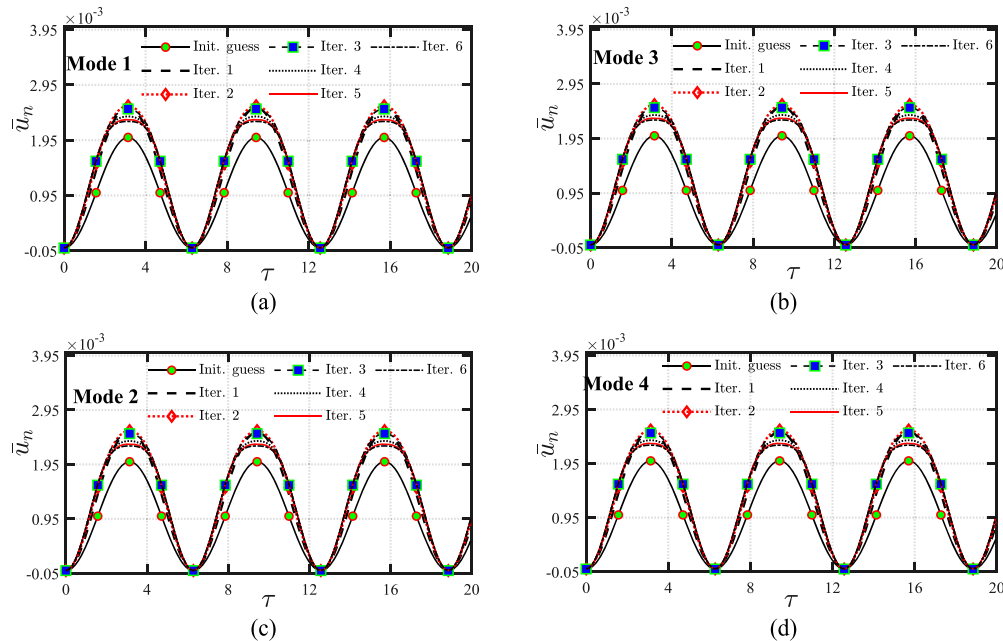 ×10⁻³
3.95
2.95
1.95
0.95
-0.05
ūₙ
Mode 1
Init. guess
Iter. 3
Iter. 6
Iter. 1
Iter. 4
Iter. 2
Iter. 5
0 4 8 12 16 20
τ
(a)
×10⁻³
3.95
2.95
1.95
0.95
-0.05
ūₙ
Mode 3
Init. guess
Iter. 3
Iter. 6
Iter. 1
Iter. 4
Iter. 2
Iter. 5
0 4 8 12 16 20
τ
(b)
×10⁻³
3.95
2.95
1.95
0.95
-0.05
ūₙ
Mode 2
Init. guess
Iter. 3
Iter. 6
Iter. 1
Iter. 4
Iter. 2
Iter. 5
0 4 8 12 16 20
τ
(c)
×10⁻³
3.95
2.95
1.95
0.95
-0.05
ūₙ
Mode 4
Init. guess
Iter. 3
Iter. 6
Iter. 1
Iter. 4
Iter. 2
Iter. 5
0 4 8 12 16 20
τ
(d)